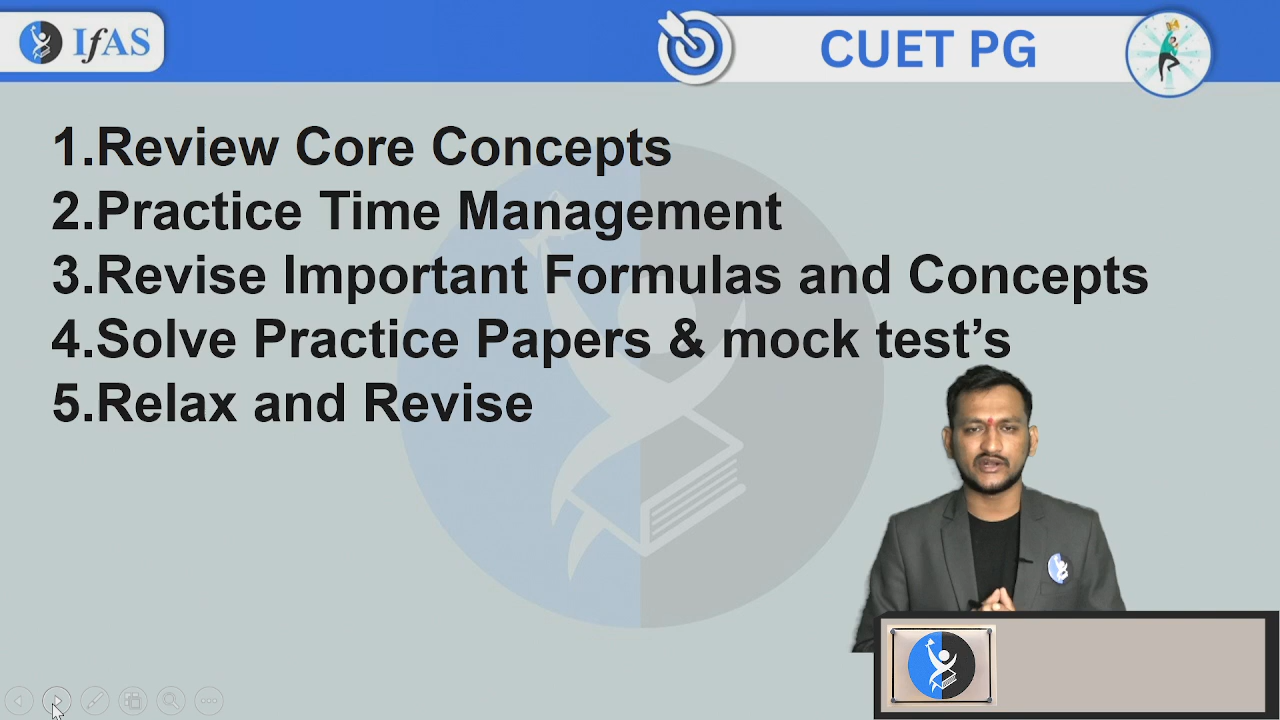 IfAS
CUET PG
1.Review Core Concepts
2.Practice Time Management
3.Revise Important Formulas and Concepts
4.Solve Practice Papers & mock test’s
5.Relax and Revise